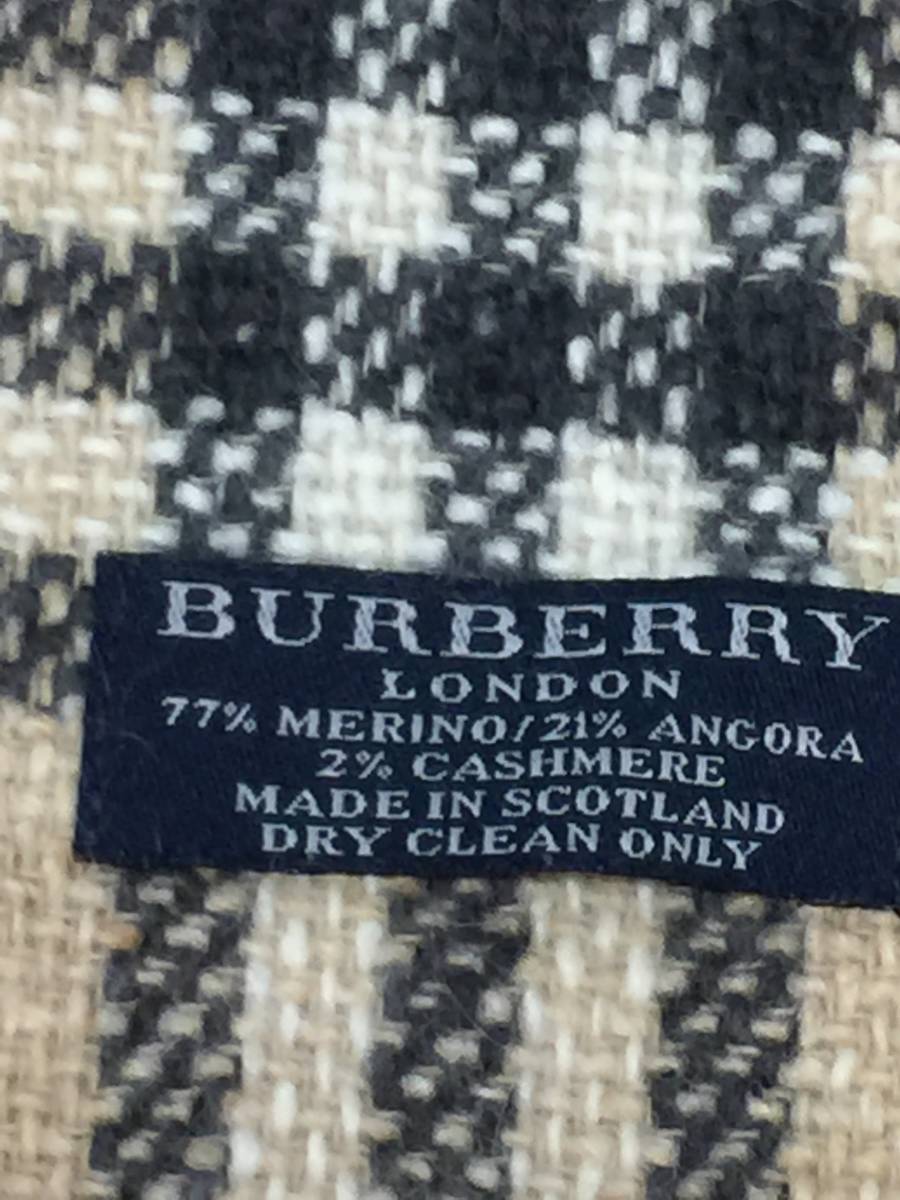 BURBERRY
LONDON
77% MERINO/21% ANGORA
2% CASHMERE
MADE IN SCOTLAND
DRY CLEAN ONLY